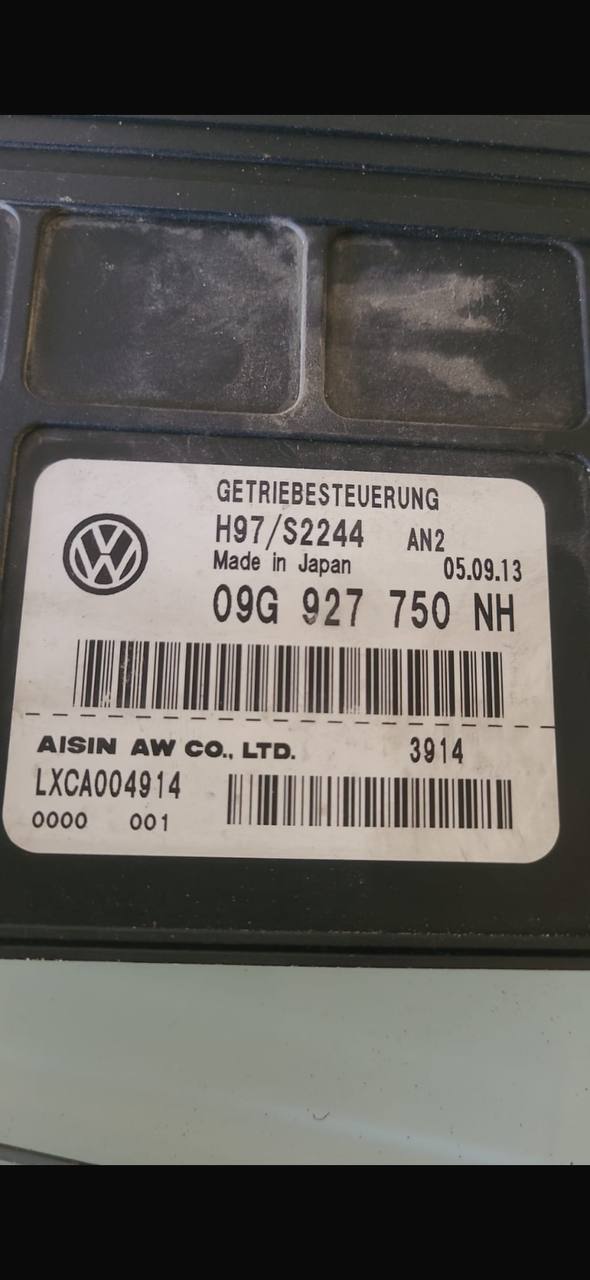 GETRIEBESTEUERUNG
H97/S2244 AN2
Made in Japan 05.09.13
09G 927 750 NH
AISIN AW CO., LTD. 3914
LXCA004914
0000 001